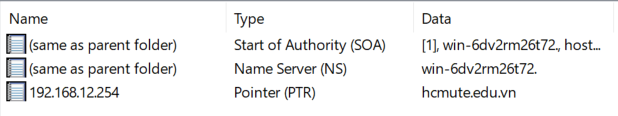 Name Type Data
(same as parent folder) Start of Authority (SOA) [1], win-6dv2rm26t72., host...
(same as parent folder) Name Server (NS) win-6dv2rm26t72.
192.168.12.254 Pointer (PTR) hcmute.edu.vn